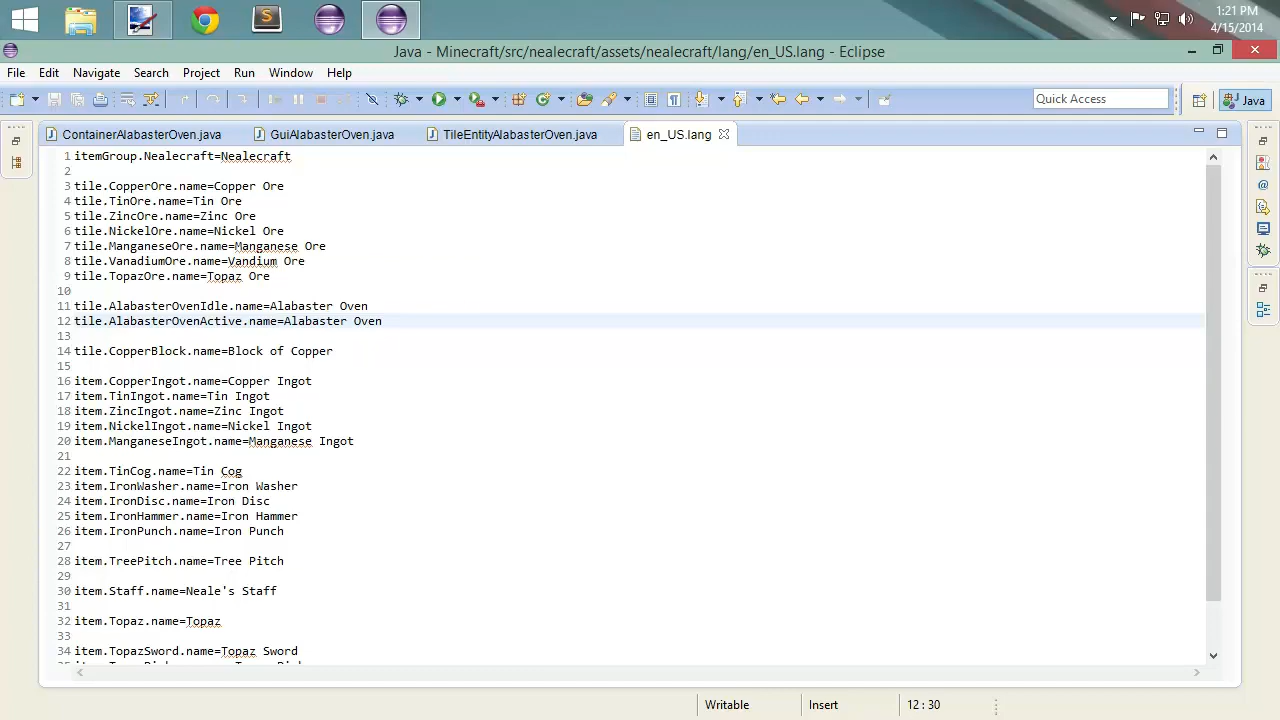 1:21 PM
4/15/2014
Java - Minecraft/src/nealecraft/assets/nealecraft/lang/en_US.lang - Eclipse
File Edit Navigate Search Project Run Window Help
Quick Access
Java
ContainerAlabasterOven.java GuiAlabasterOven.java TileEntityAlabasterOven.java en_US.lang
1 itemGroup.Nealecraft=Nealecraft
2
3 tile.CopperOre.name=Copper Ore
4 tile.TinOre.name=Tin Ore
5 tile.ZincOre.name=Zinc Ore
6 tile.NickelOre.name=Nickel Ore
7 tile.ManganeseOre.name=Manganese Ore
8 tile.VanadiumOre.name=Vandium Ore
9 tile.TopazOre.name=Topaz Ore
10
11 tile.AlabasterOvenIdle.name=Alabaster Oven
12 tile.AlabasterOvenActive.name=Alabaster Oven
13
14 tile.CopperBlock.name=Block of Copper
15
16 item.CopperIngot.name=Copper Ingot
17 item.TinIngot.name=Tin Ingot
18 item.ZincIngot.name=Zinc Ingot
19 item.NickelIngot.name=Nickel Ingot
20 item.ManganeseIngot.name=Manganese Ingot
21
22 item.TinCog.name=Tin Cog
23 item.IronWasher.name=Iron Washer
24 item.IronDisc.name=Iron Disc
25 item.IronHammer.name=Iron Hammer
26 item.IronPunch.name=Iron Punch
27
28 item.TreePitch.name=Tree Pitch
29
30 item.Staff.name=Neale's Staff
31
32 item.Topaz.name=Topaz
33
34 item.TopazSword.name=Topaz Sword
Writable Insert 12 : 30